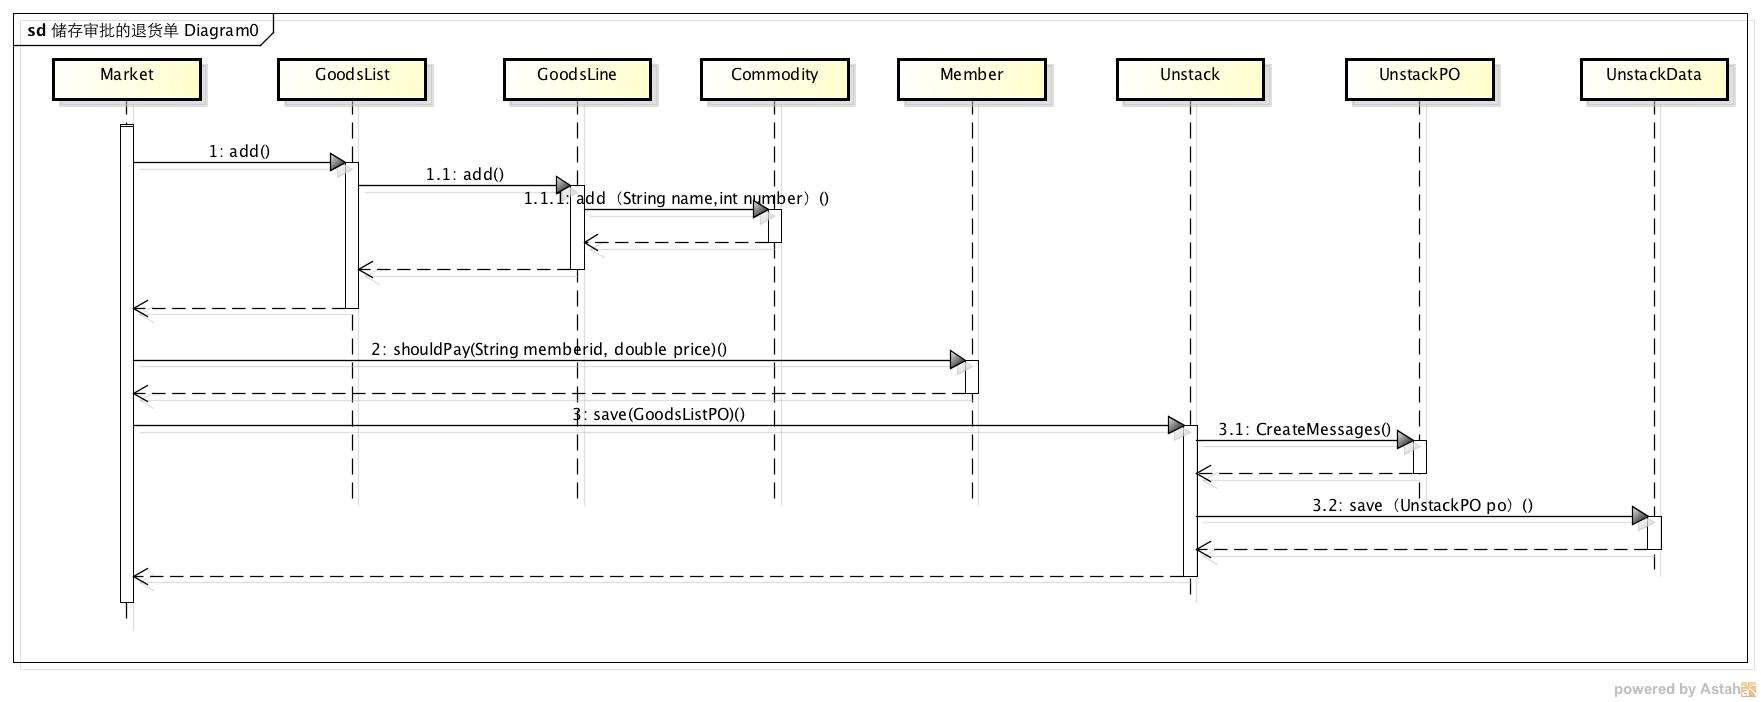 sd 储存审批的退货单 Diagram0
Market GoodsList GoodsLine Commodity Member Unstack UnstackPO UnstackData
1: add()
1.1: add()
1.1.1: add（String name,int number）()
2: shouldPay(String memberid, double price)()
3: save(GoodsListPO)()
3.1: CreateMessages()
3.2: save（UnstackPO po）()
powered by Astah